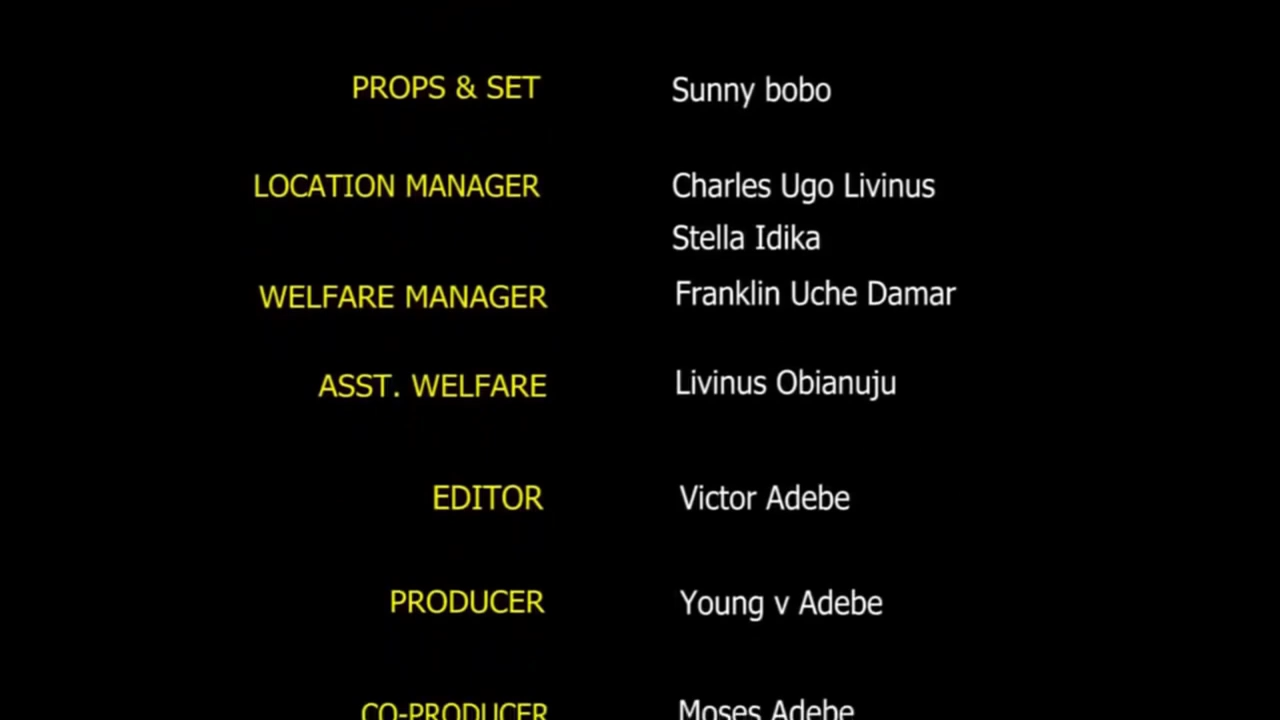 PROPS & SET Sunny bobo
LOCATION MANAGER Charles Ugo Livinus
Stella Idika
WELFARE MANAGER Franklin Uche Damar
ASST. WELFARE Livinus Obianuju
EDITOR Victor Adebe
PRODUCER Young v Adebe
CO-PRODUCER Moses Adebe